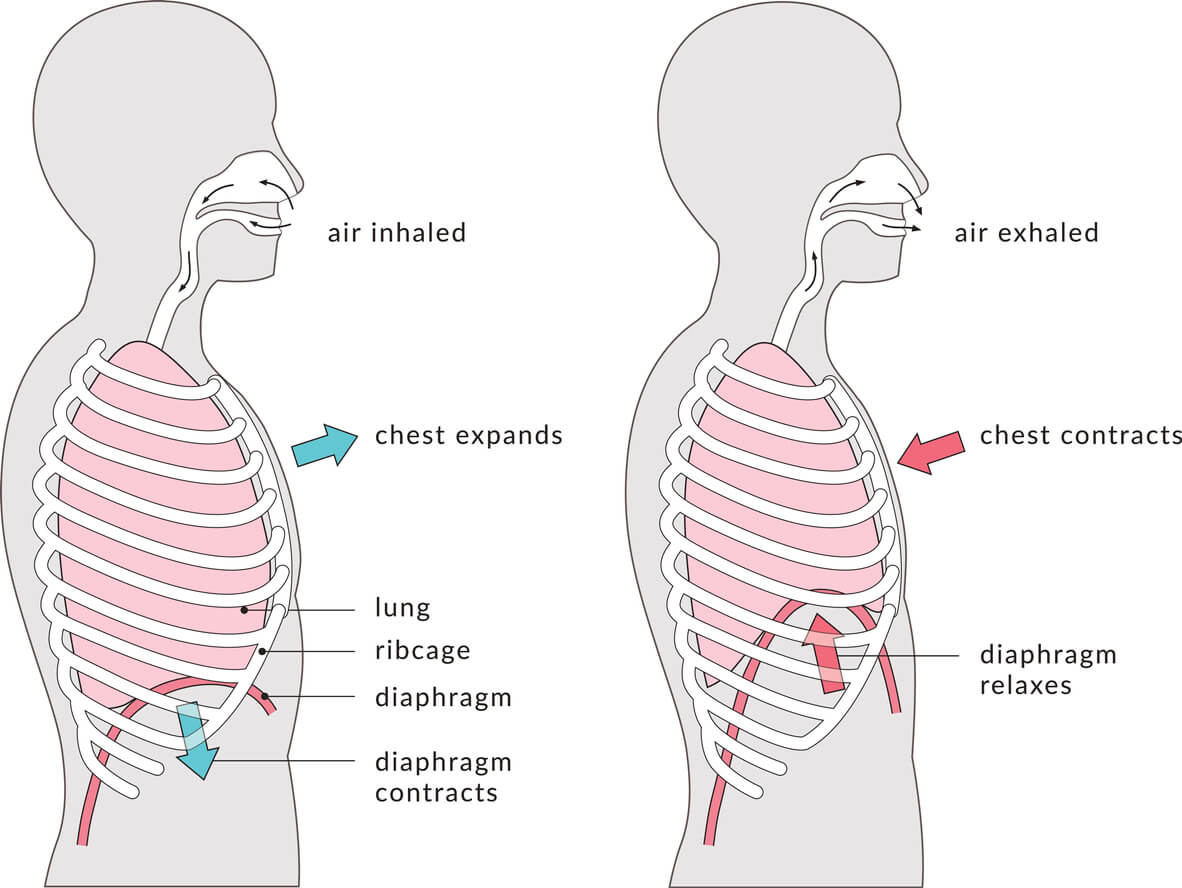 air inhaled
chest expands
lung
ribcage
diaphragm
diaphragm
contracts
air exhaled
chest contracts
diaphragm
relaxes